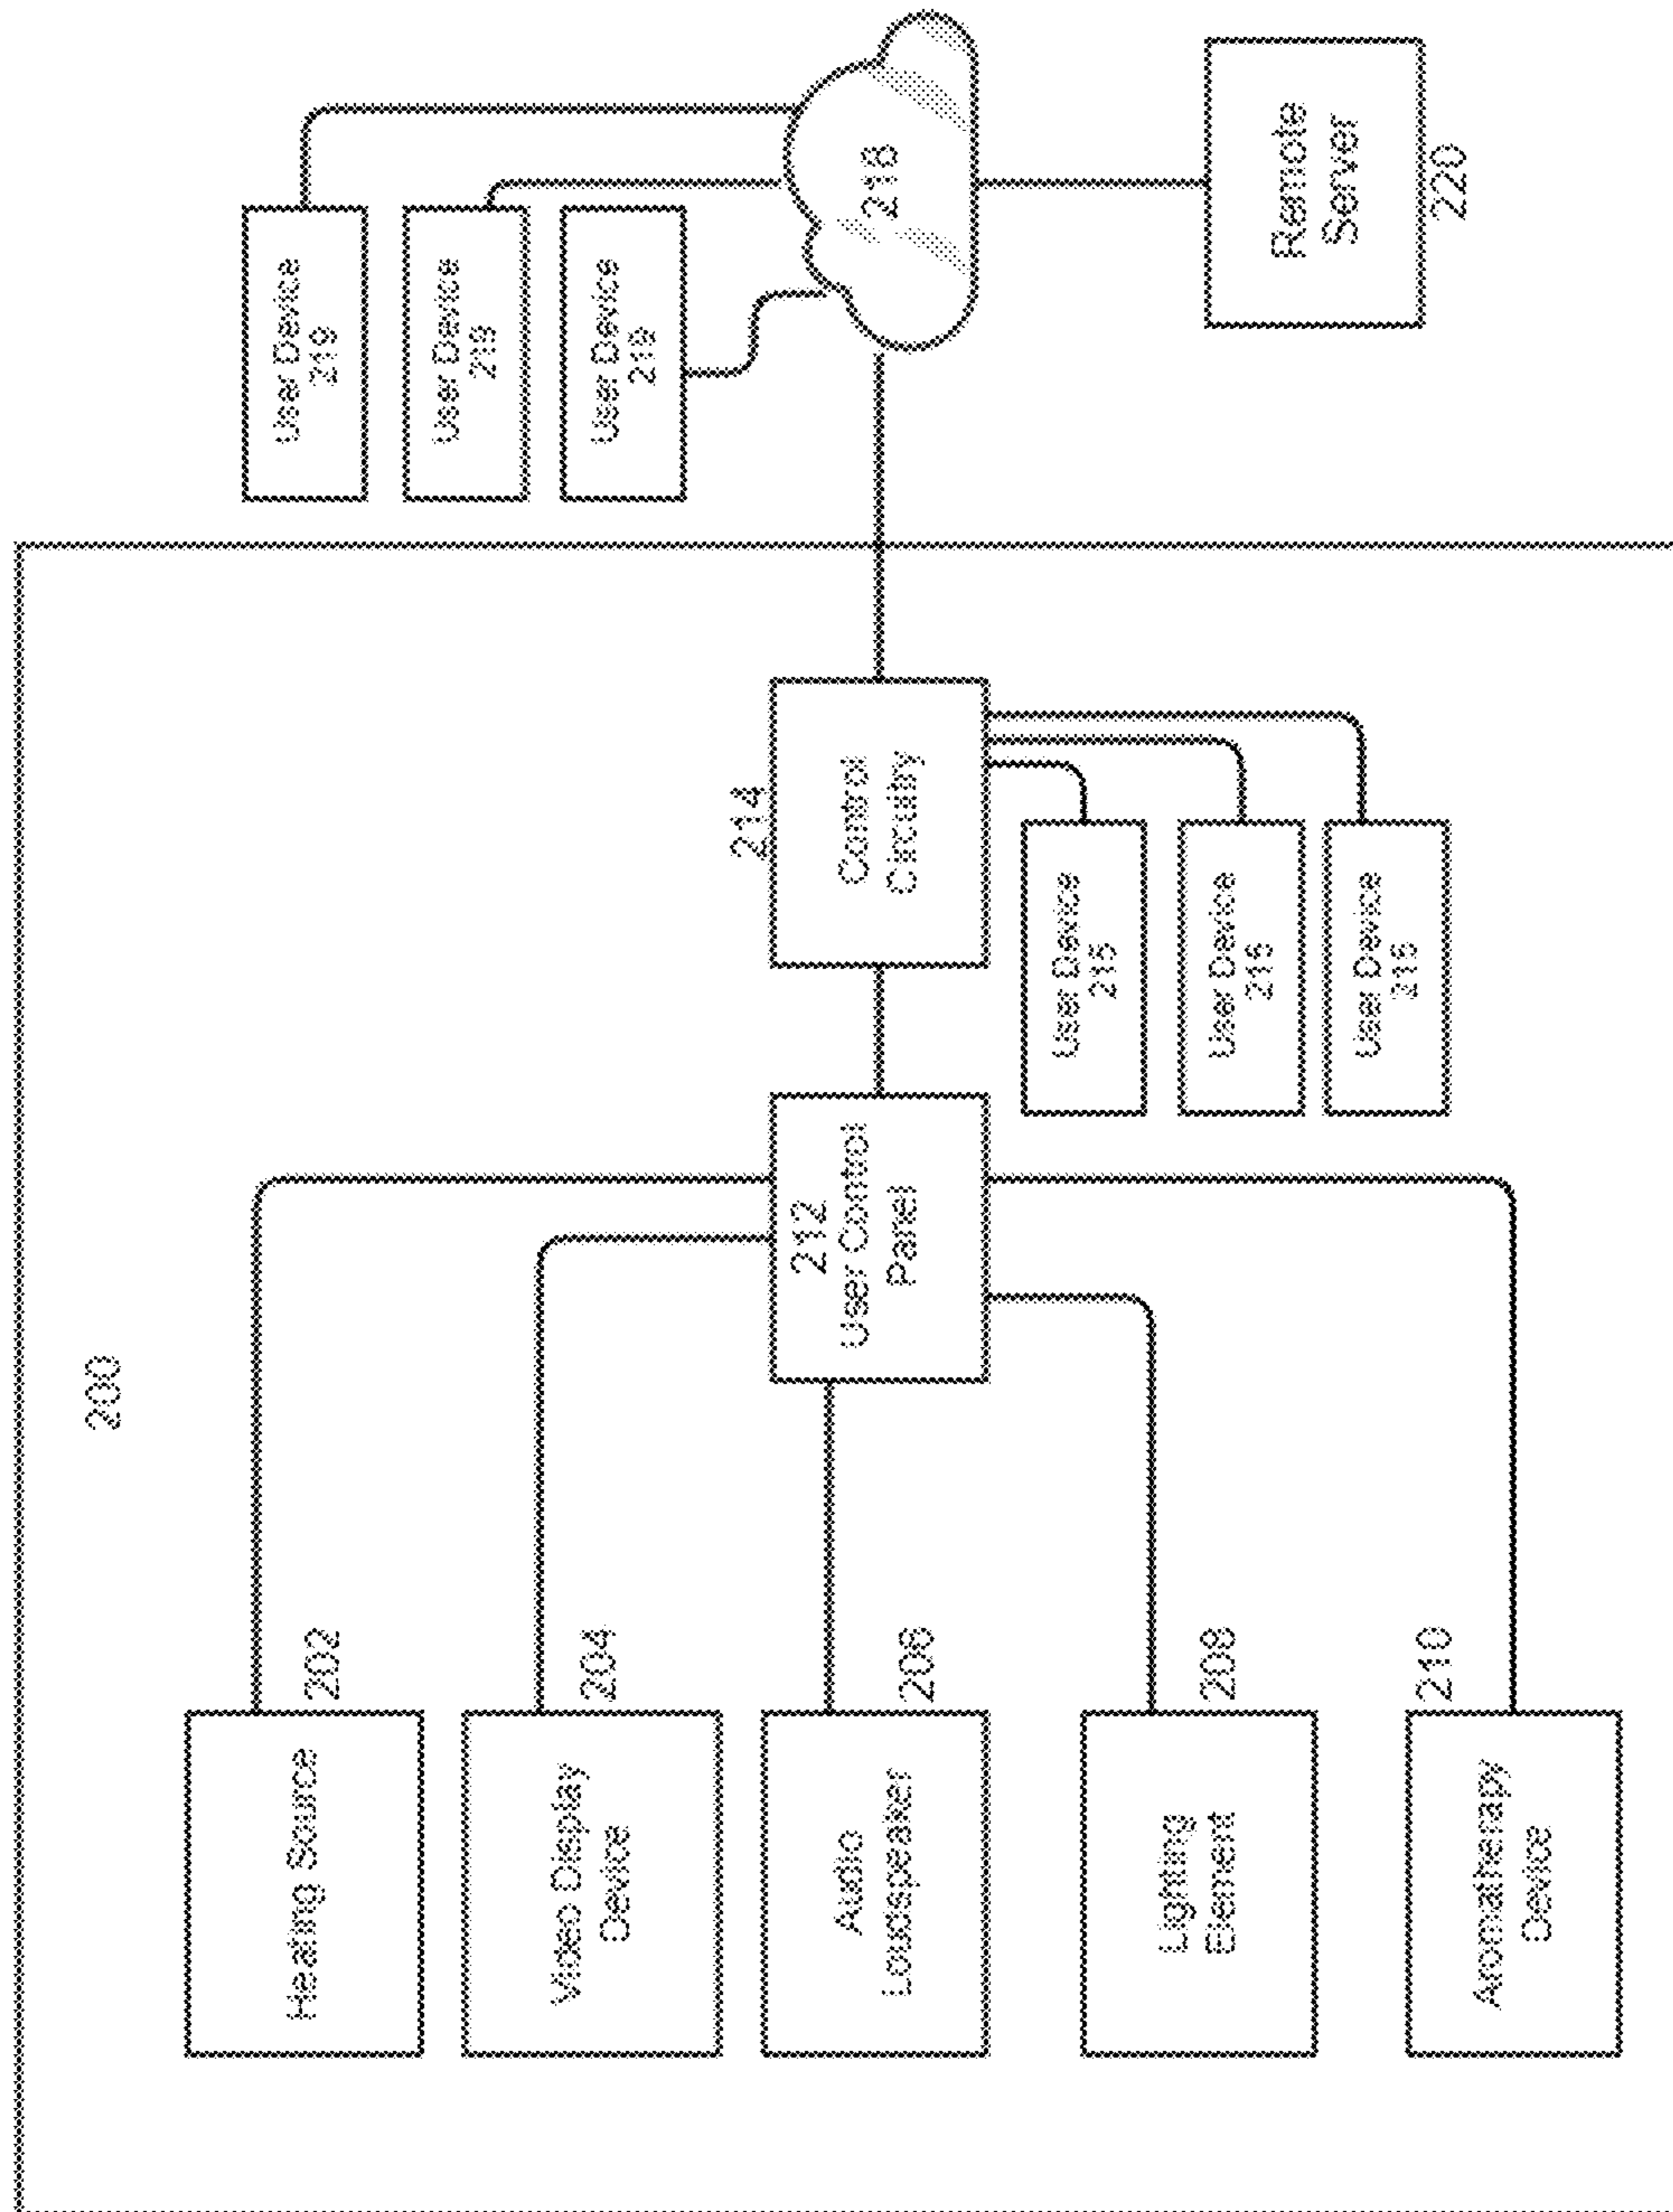 200
Heating Source
202
Video Display
Device
204
Audio
Loudspeaker
206
Lighting
Element
208
Aromatherapy
Device
210
212
User Control
Panel
214
Control
Circuitry
User Device
215
User Device
215
User Device
215
User Device
219
User Device
219
User Device
219
218
Remote
Server
220